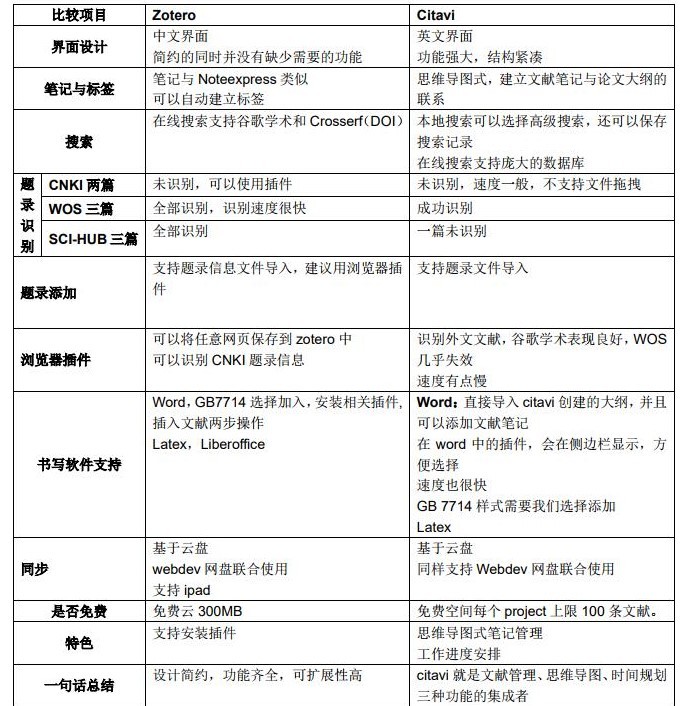 比较项目 Zotero Citavi
界面设计
中文界面
简约的同时并没有缺少需要的功能
英文界面
功能强大，结构紧凑
笔记与标签
笔记与 Noteexpress 类似
可以自动建立标签
思维导图式，建立文献笔记与论文大纲的
联系
搜索
在线搜索支持谷歌学术和 Crosserf（DOI）
本地搜索可以选择高级搜索，还可以保存
搜索记录
在线搜索支持庞大的数据库
题
录
识
别
CNKI 两篇 未识别，可以使用插件 未识别，速度一般，不支持文件拖拽
WOS 三篇 全部识别，识别速度很快 成功识别
SCI-HUB 三篇 全部识别 一篇未识别
题录添加
支持题录信息文件导入，建议用浏览器插
件
支持题录文件导入
浏览器插件
可以将任意网页保存到 zotero 中
可以识别 CNKI 题录信息
识别外文文献，谷歌学术表现良好，WOS
几乎失效
速度有点慢
书写软件支持
Word，GB7714 选择加入，安装相关插件，
插入文献两步操作
Latex，Liberoffice
Word：直接导入 citavi 创建的大纲，并且
可以添加文献笔记
在 word 中的插件，会在侧边栏显示，方
便选择
速度也很快
GB 7714 样式需要我们选择添加
Latex
同步
基于云盘
webdev 网盘联合使用
支持 ipad
基于云盘
同样支持 Webdev 网盘联合使用
是否免费 免费云 300MB 免费空间每个 project 上限 100 条文献。
特色
支持安装插件
思维导图式笔记管理
工作进度安排
一句话总结
设计简约，功能齐全，可扩展性高
citavi 就是文献管理、思维导图、时间规划
三种功能的集成者